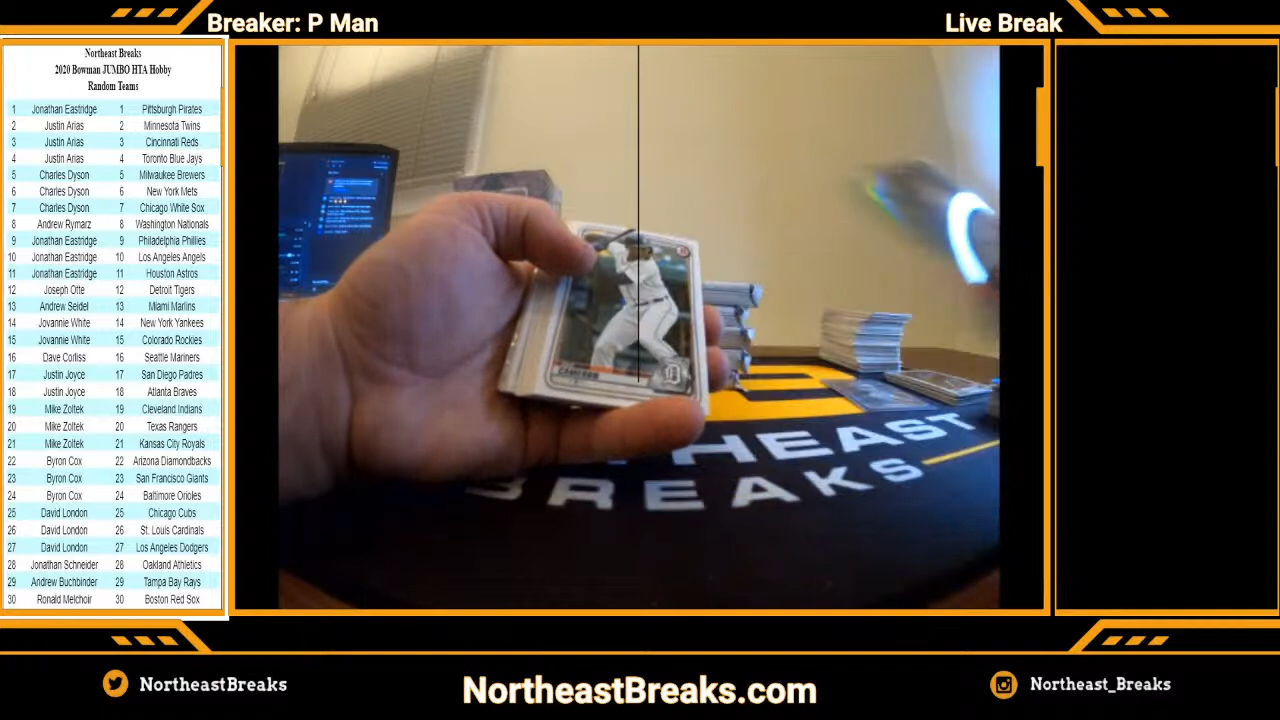 Breaker: P Man
Live Break
Northeast Breaks
2020 Bowman JUMBO HTA Hobby
Random Teams
1 Jonathan Eastridge 1 Pittsburgh Pirates
2 Justin Arias 2 Minnesota Twins
3 Justin Arias 3 Cincinnati Reds
4 Justin Arias 4 Toronto Blue Jays
5 Charles Dyson 5 Milwaukee Brewers
6 Charles Dyson 6 New York Mets
7 Charles Dyson 7 Chicago White Sox
8 Andrew Rymarz 8 Washington Nationals
9 Jonathan Eastridge 9 Philadelphia Phillies
10 Jonathan Eastridge 10 Los Angeles Angels
11 Jonathan Eastridge 11 Houston Astros
12 Joseph Otte 12 Detroit Tigers
13 Andrew Seidel 13 Miami Marlins
14 Jovannie White 14 New York Yankees
15 Jovannie White 15 Colorado Rockies
16 Dave Corliss 16 Seattle Mariners
17 Justin Joyce 17 San Diego Padres
18 Justin Joyce 18 Atlanta Braves
19 Mike Zoltek 19 Cleveland Indians
20 Mike Zoltek 20 Texas Rangers
21 Mike Zoltek 21 Kansas City Royals
22 Byron Cox 22 Arizona Diamondbacks
23 Byron Cox 23 San Francisco Giants
24 Byron Cox 24 Baltimore Orioles
25 David London 25 Chicago Cubs
26 David London 26 St. Louis Cardinals
27 David London 27 Los Angeles Dodgers
28 Jonathan Schneider 28 Oakland Athletics
29 Andrew Buchbinder 29 Tampa Bay Rays
30 Ronald Melchoir 30 Boston Red Sox
CAMERON
HEAST
BREAKS
NortheastBreaks
NortheastBreaks.com
Northeast_Breaks